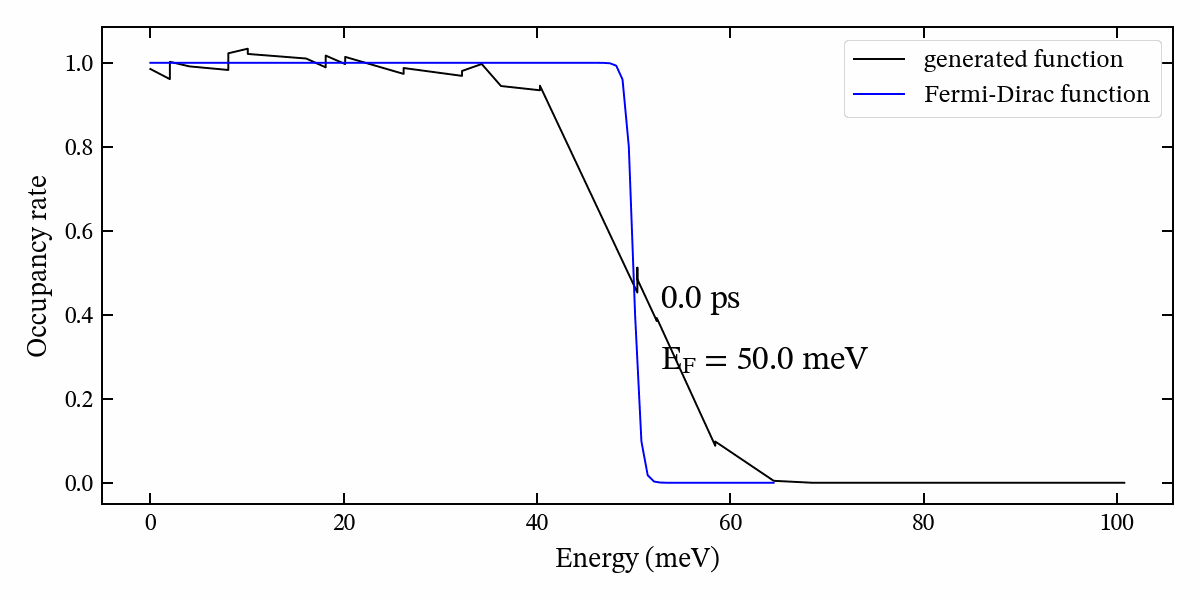 generated function
Fermi-Dirac function
1.0
0.8
0.6
0.4
0.2
0.0
Occupancy rate
0.0 ps
E_F = 50.0 meV
0 20 40 60 80 100
Energy (meV)